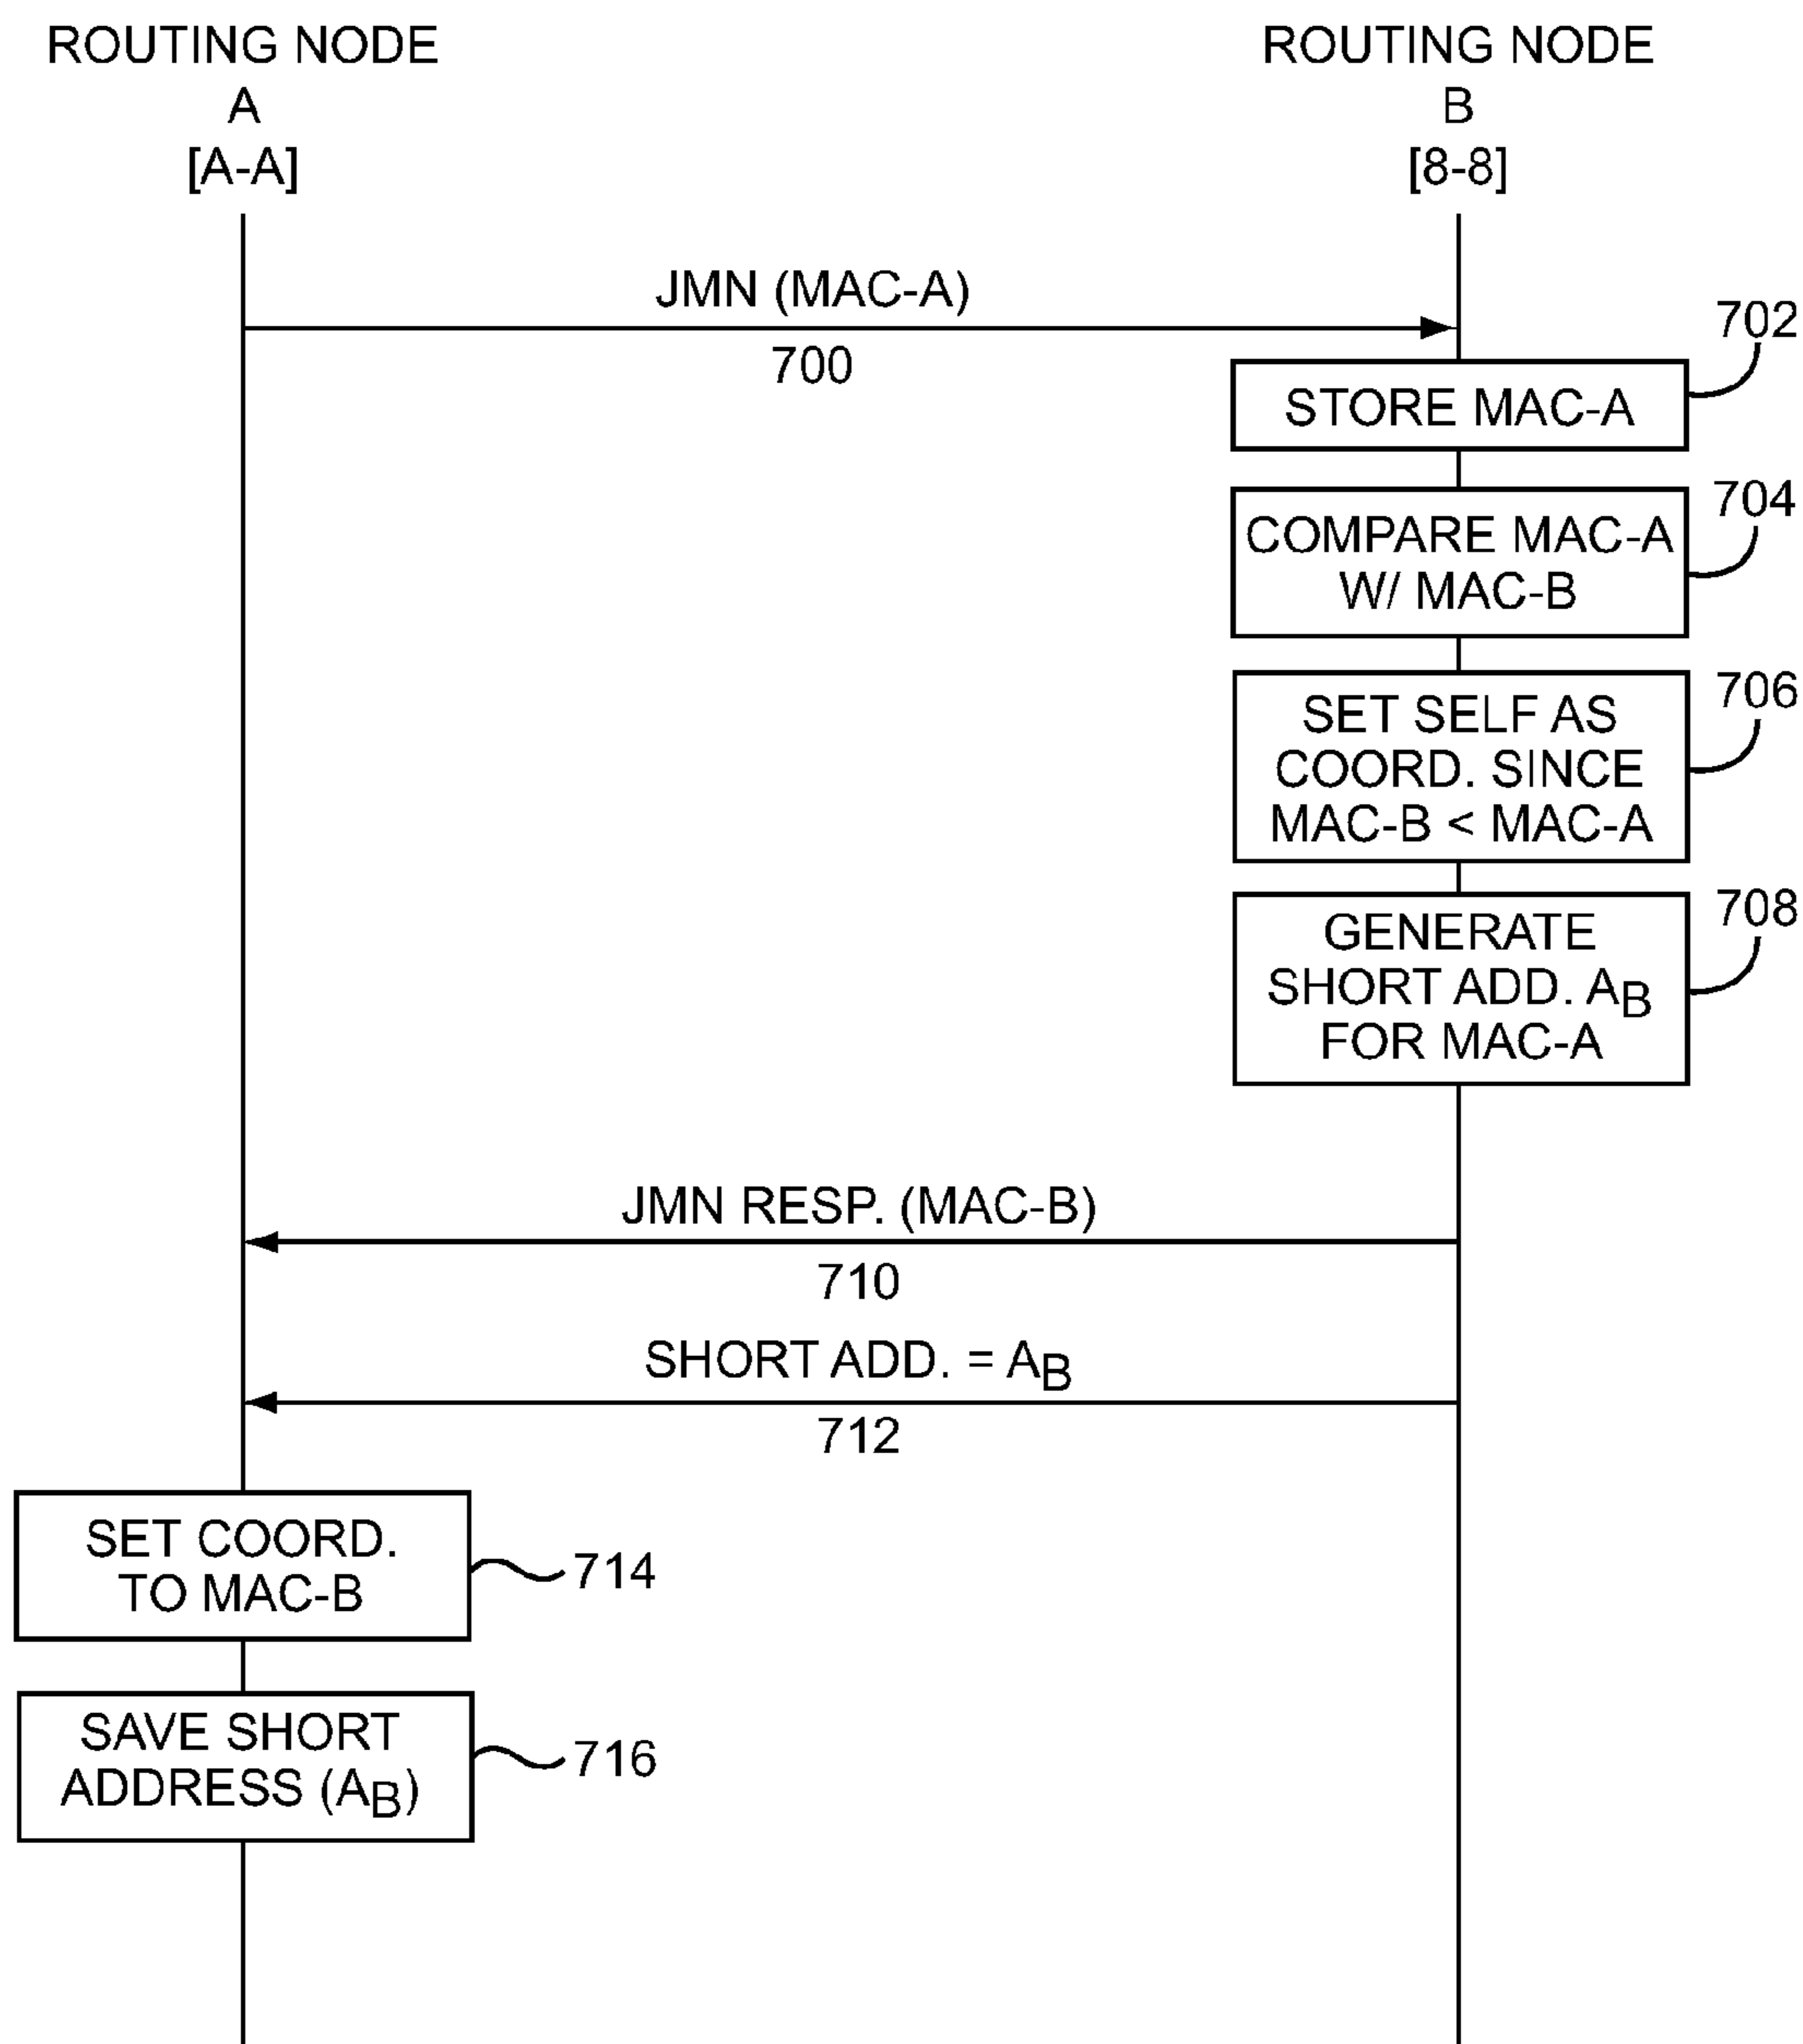 ROUTING NODE
A
[A-A]
ROUTING NODE
B
[8-8]
JMN (MAC-A)
700
702
STORE MAC-A
704
COMPARE MAC-A
W/ MAC-B
706
SET SELF AS
COORD. SINCE
MAC-B < MAC-A
708
GENERATE
SHORT ADD. AB
FOR MAC-A
JMN RESP. (MAC-B)
710
SHORT ADD. = AB
712
SET COORD.
TO MAC-B
714
SAVE SHORT
ADDRESS (AB)
716